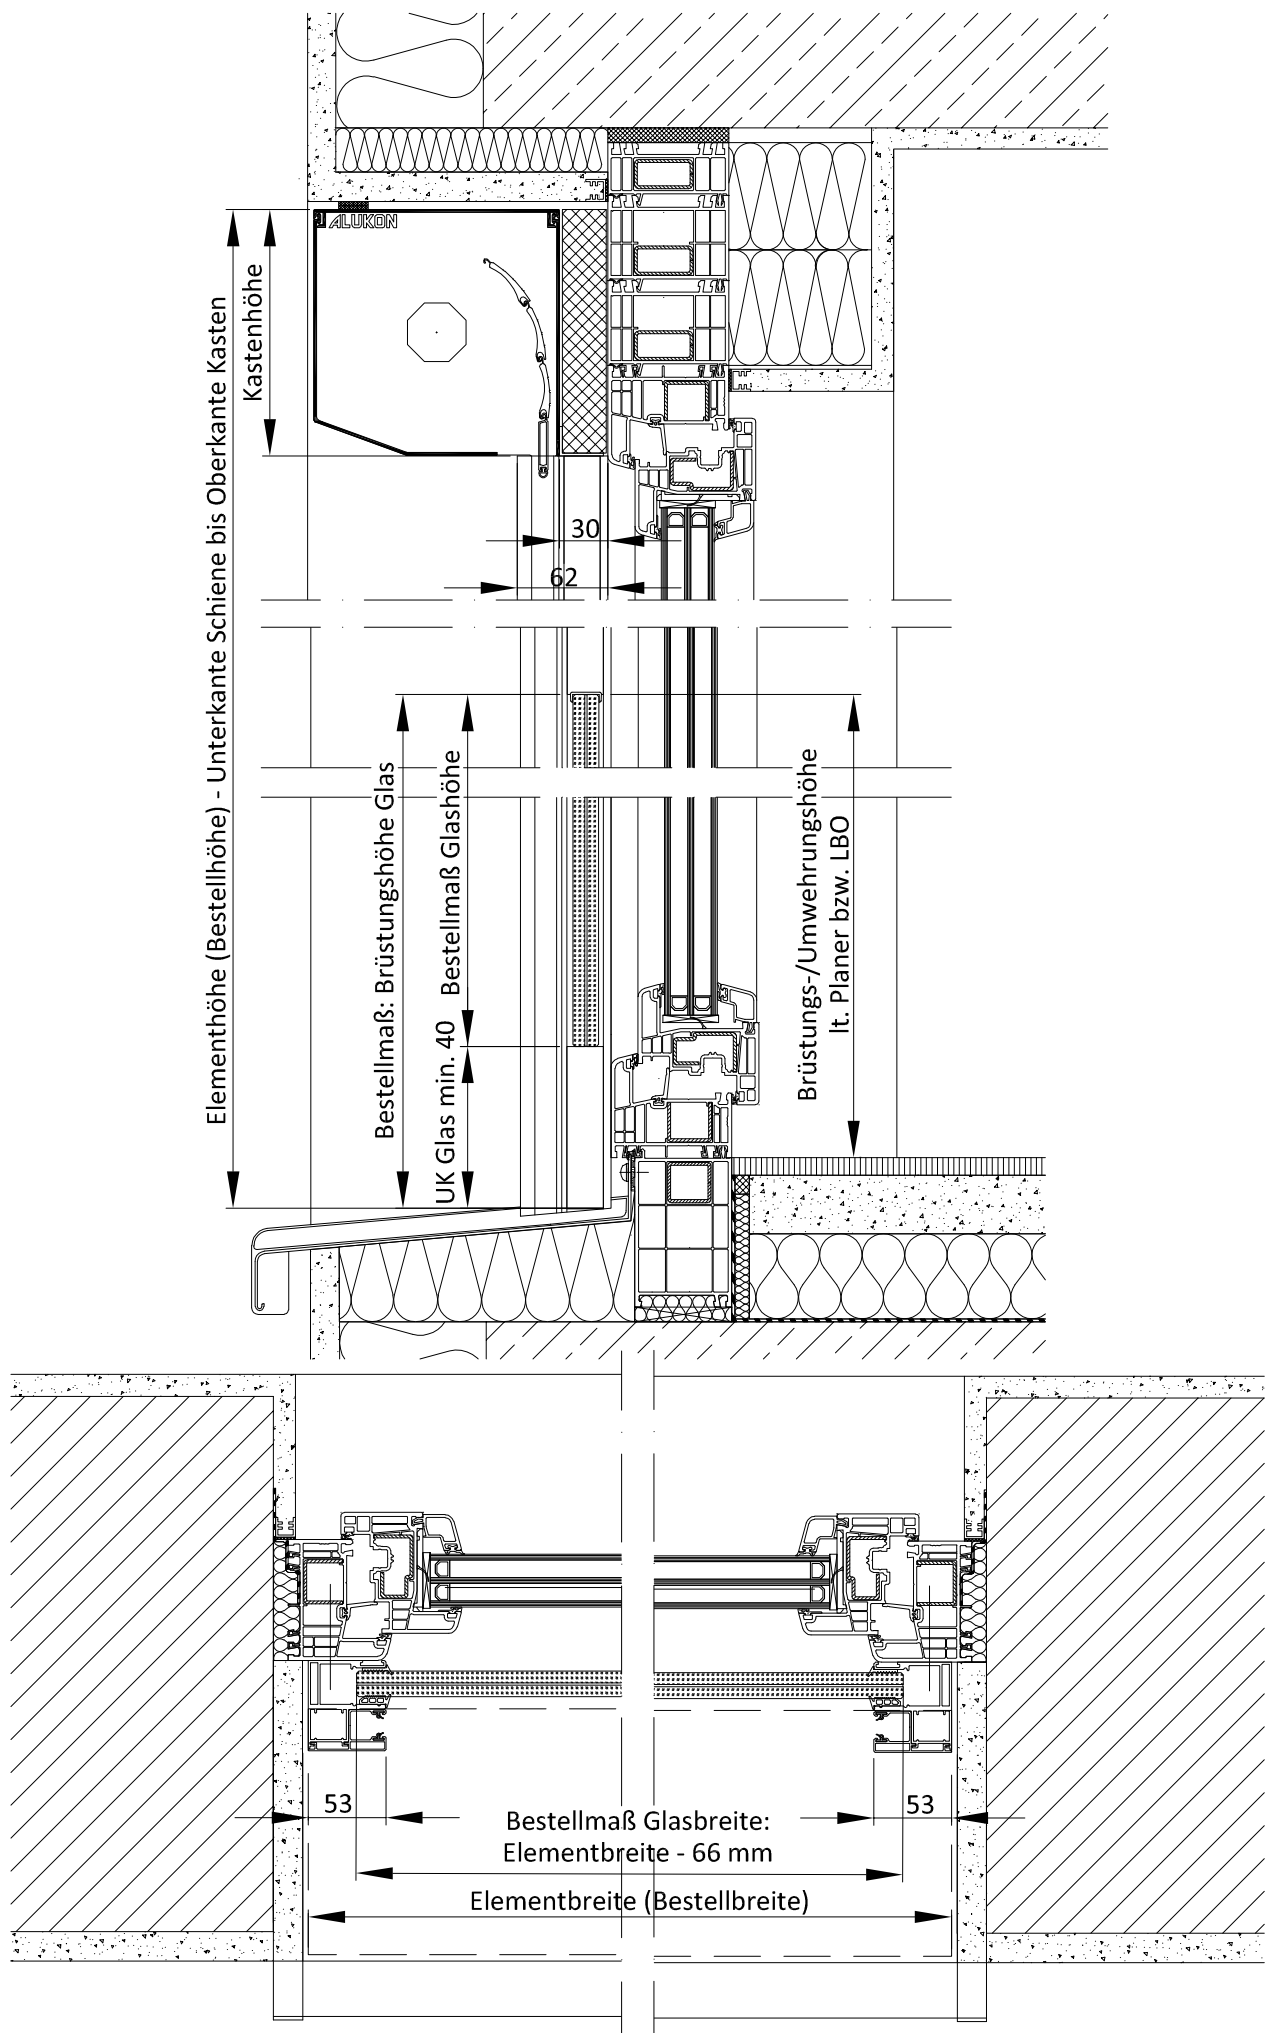 ALUKON
Kastenhöhe
Elementhöhe (Bestellhöhe) - Unterkante Schiene bis Oberkante Kasten
30
62
Bestellmaß: Brüstungshöhe Glas
Bestellmaß Glashöhe
UK Glas min. 40
Brüstungs-/Umwehrungshöhe
lt. Planer bzw. LBO
53
53
Bestellmaß Glasbreite:
Elementbreite - 66 mm
Elementbreite (Bestellbreite)